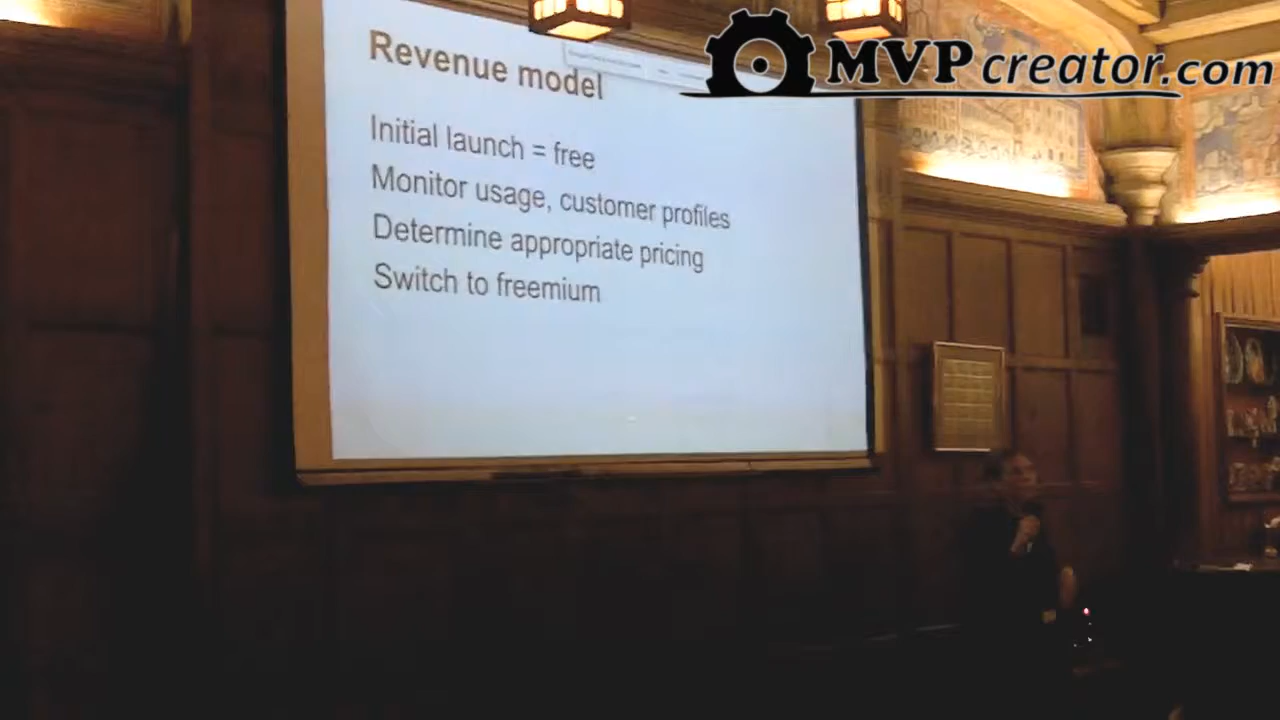 MVPcreator.com
Revenue model
Initial launch = free
Monitor usage, customer profiles
Determine appropriate pricing
Switch to freemium